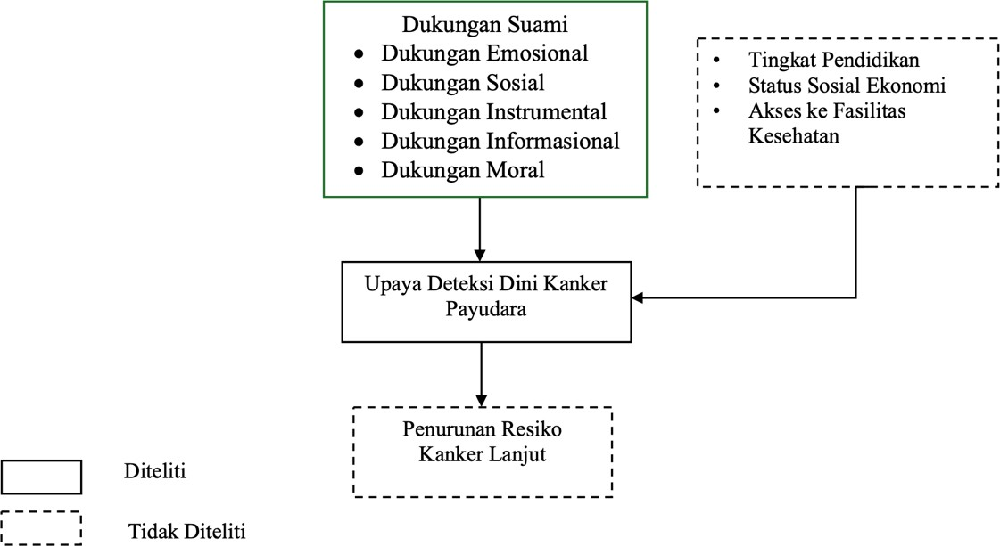 Dukungan Suami
• Dukungan Emosional
• Dukungan Sosial
• Dukungan Instrumental
• Dukungan Informasional
• Dukungan Moral
• Tingkat Pendidikan
• Status Sosial Ekonomi
• Akses ke Fasilitas
Kesehatan
Upaya Deteksi Dini Kanker
Payudara
Penurunan Resiko
Kanker Lanjut
Diteliti
Tidak Diteliti